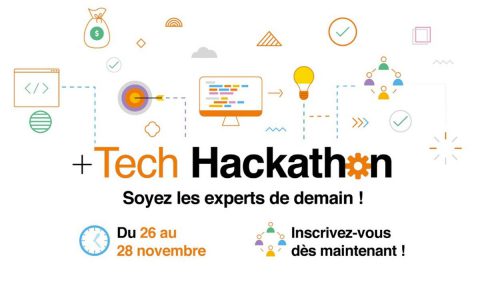 </>
$
+Tech Hackathon
Soyez les experts de demain !
Du 26 au
28 novembre
Inscrivez-vous
dès maintenant !